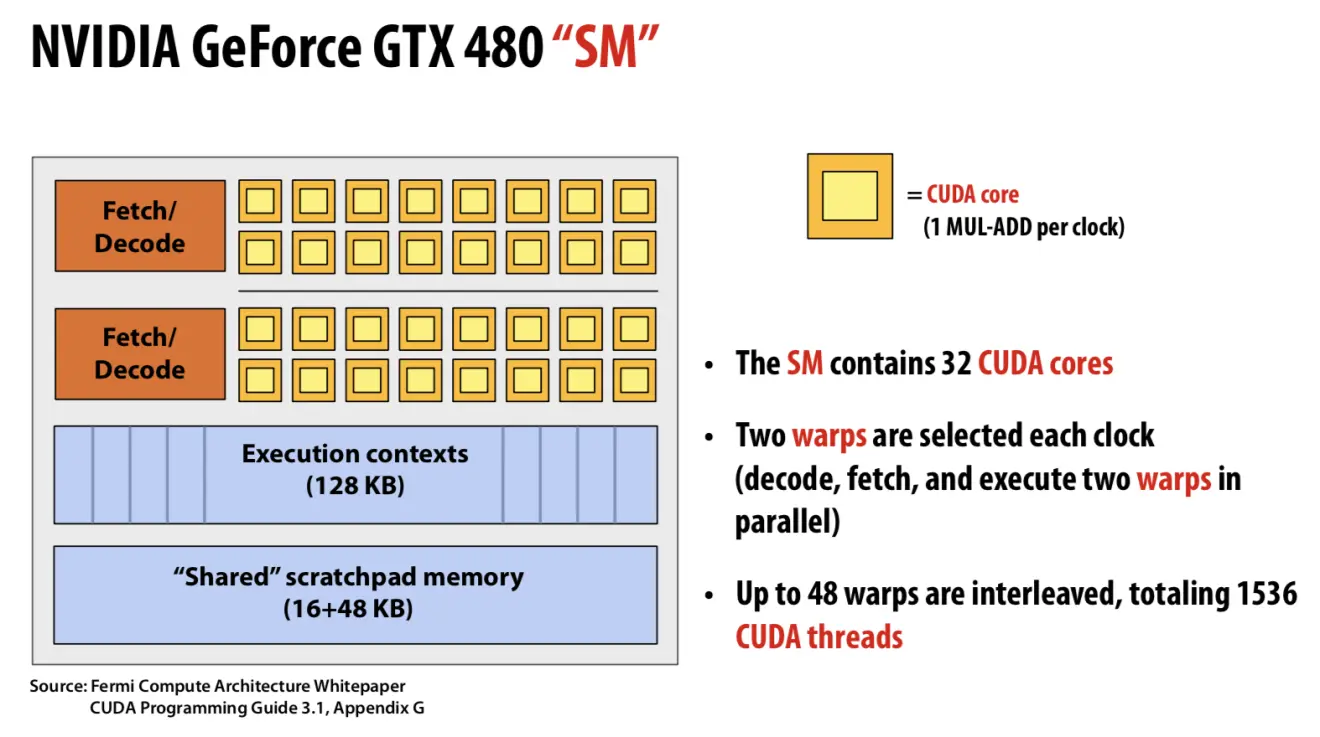 NVIDIA GeForce GTX 480 “SM”
Fetch/
Decode
Fetch/
Decode
Execution contexts
(128 KB)
“Shared” scratchpad memory
(16+48 KB)
Source: Fermi Compute Architecture Whitepaper
CUDA Programming Guide 3.1, Appendix G
= CUDA core
(1 MUL-ADD per clock)
• The SM contains 32 CUDA cores
• Two warps are selected each clock
(decode, fetch, and execute two warps in
parallel)
• Up to 48 warps are interleaved, totaling 1536
CUDA threads